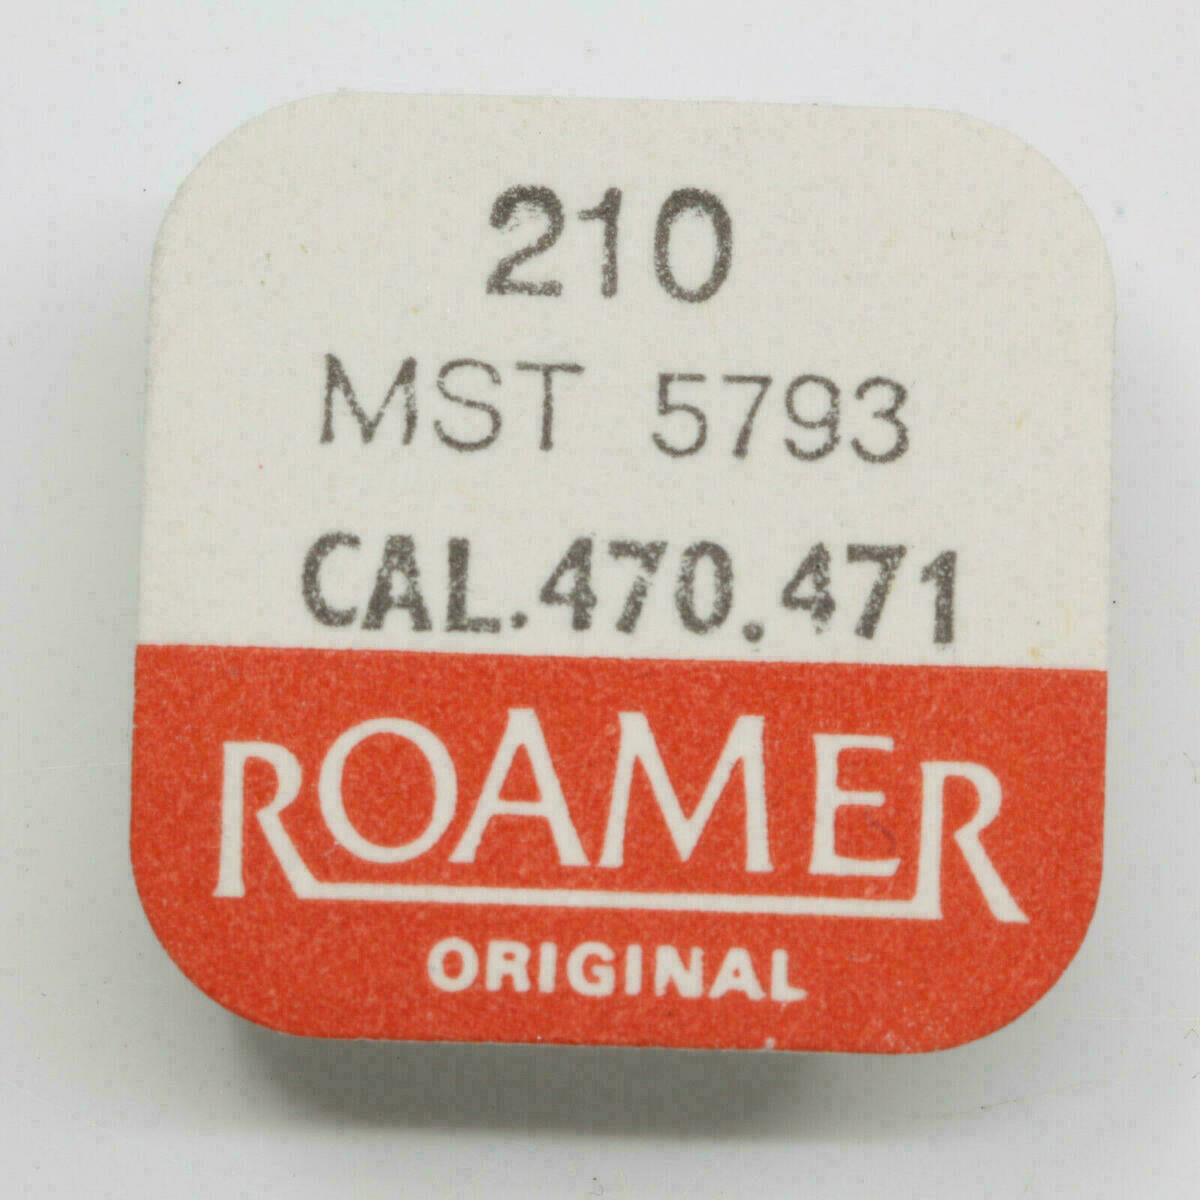 210
MST 5793
CAL.470.471
ROAMER
ORIGINAL